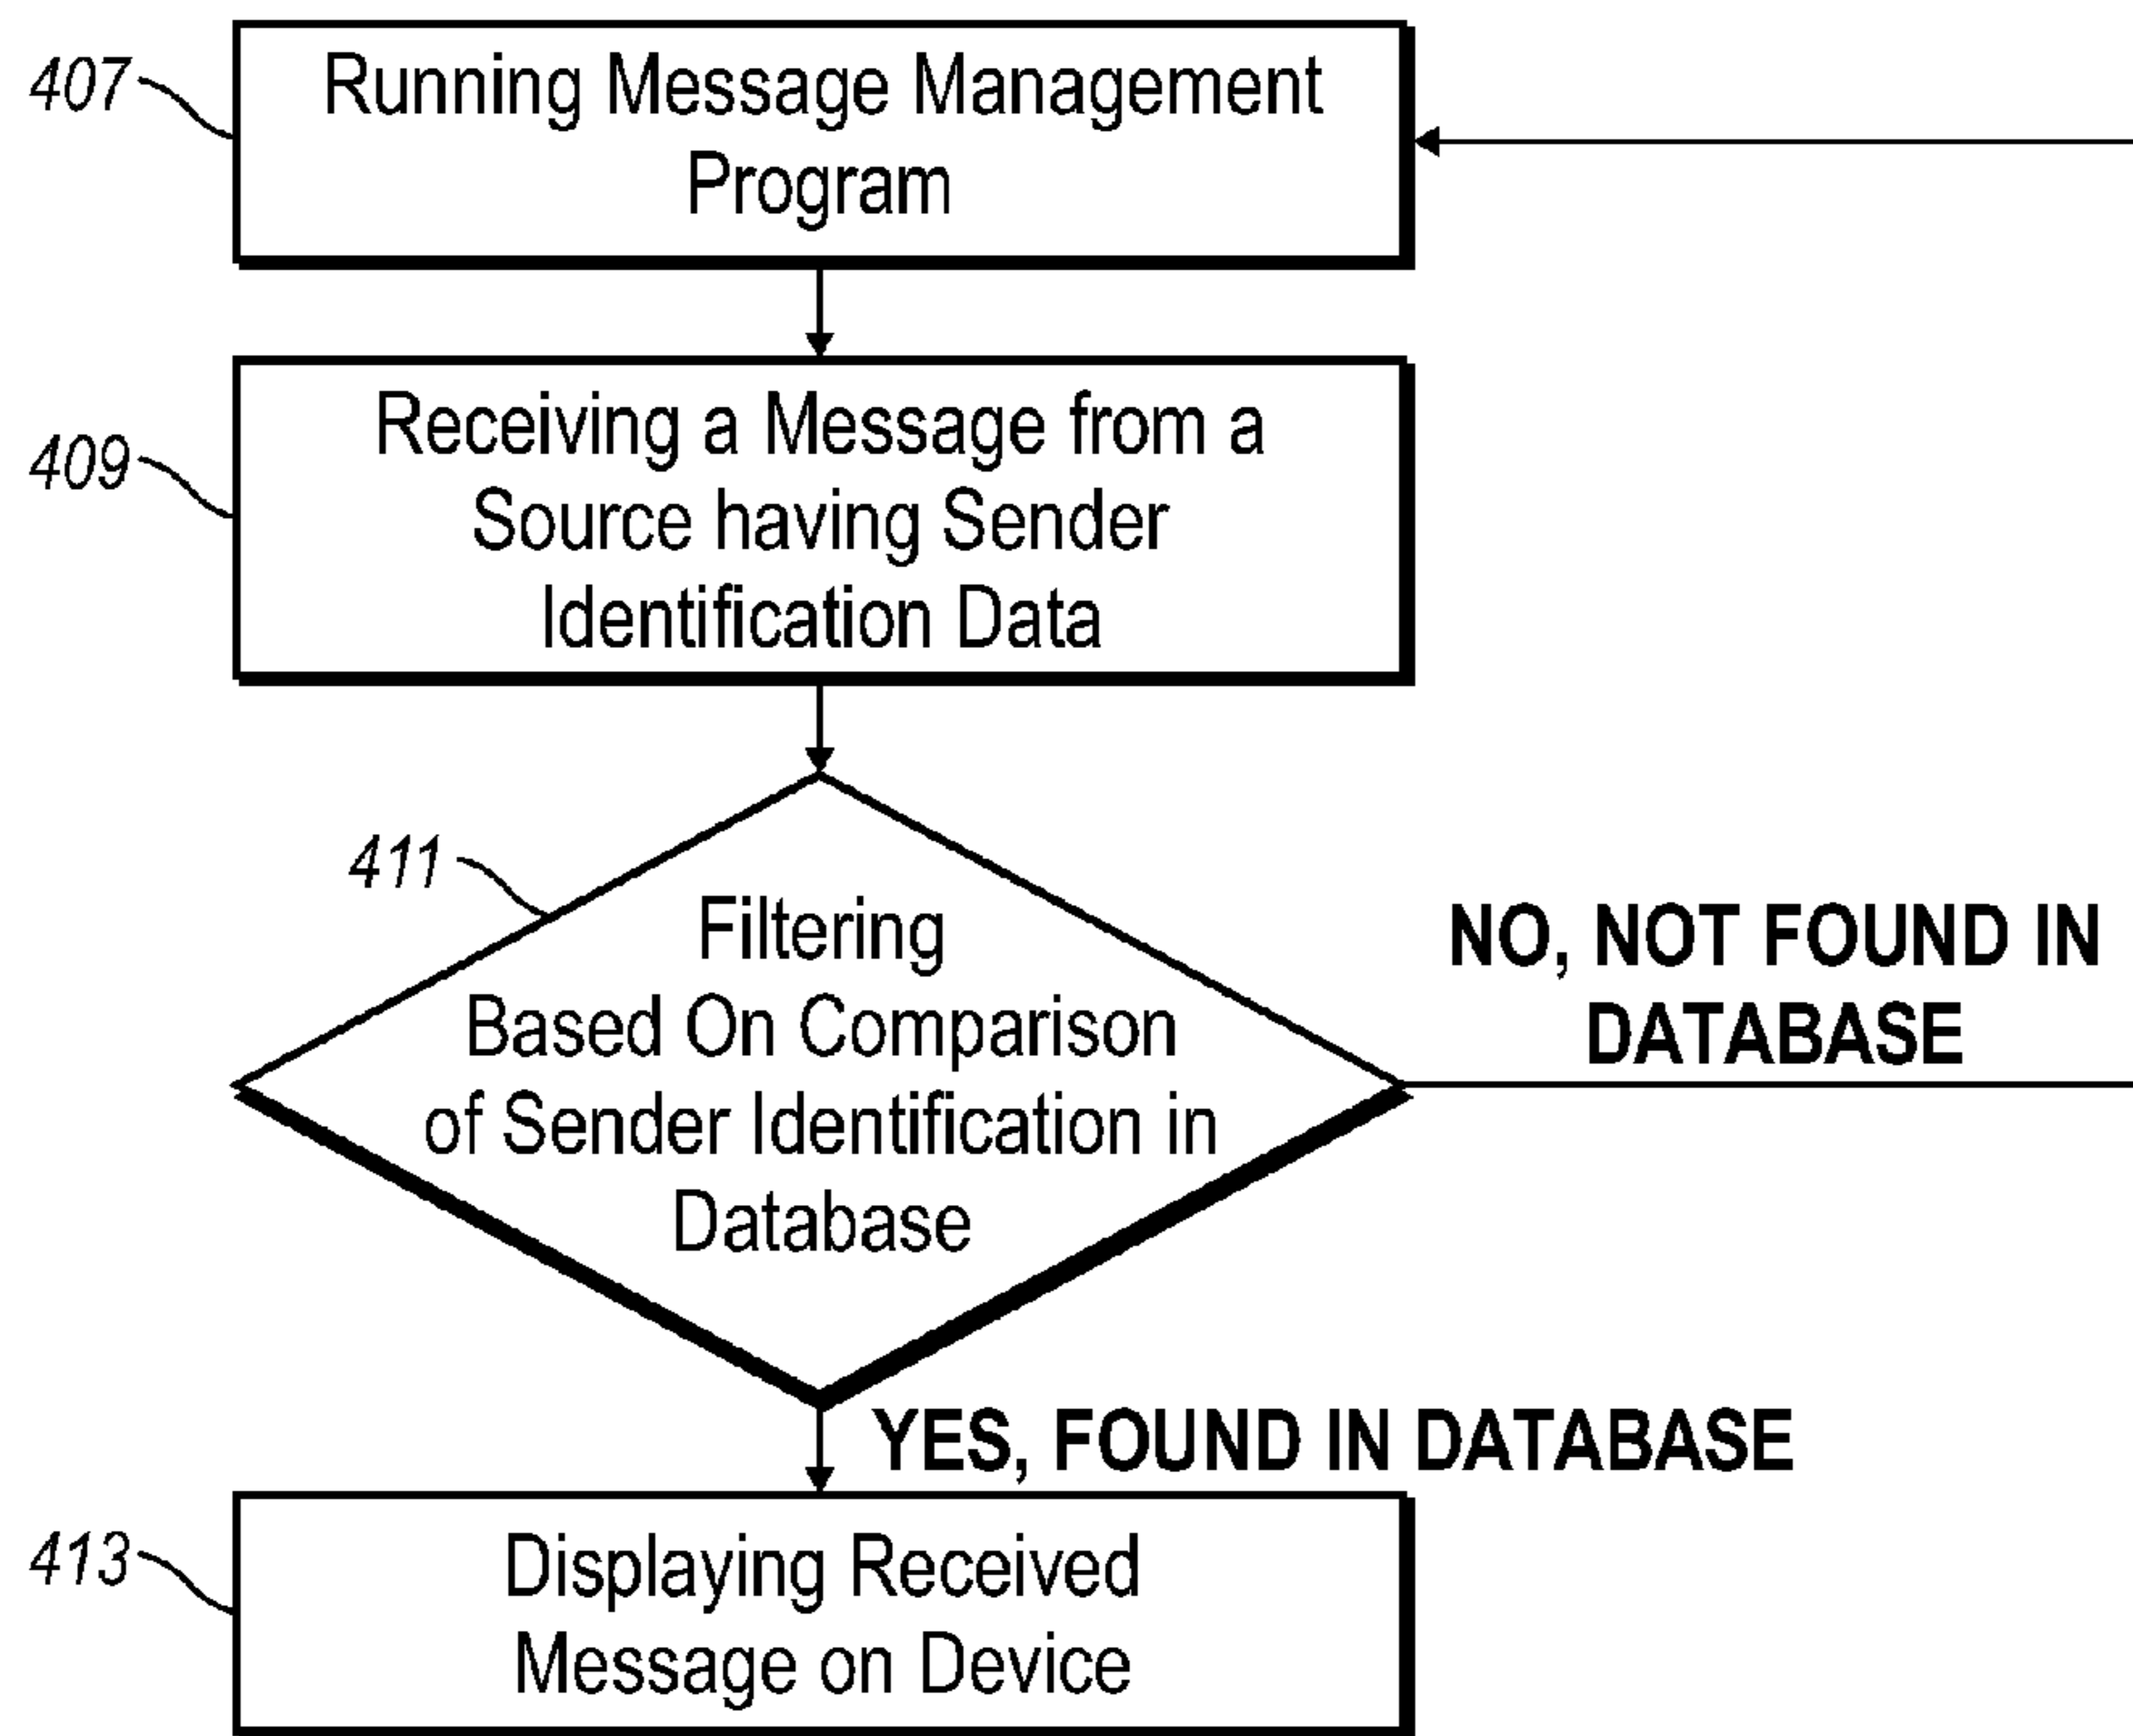 407
Running Message Management
Program
409
Receiving a Message from a
Source having Sender
Identification Data
411
Filtering
Based On Comparison
of Sender Identification in
Database
NO, NOT FOUND IN
DATABASE
YES, FOUND IN DATABASE
413
Displaying Received
Message on Device